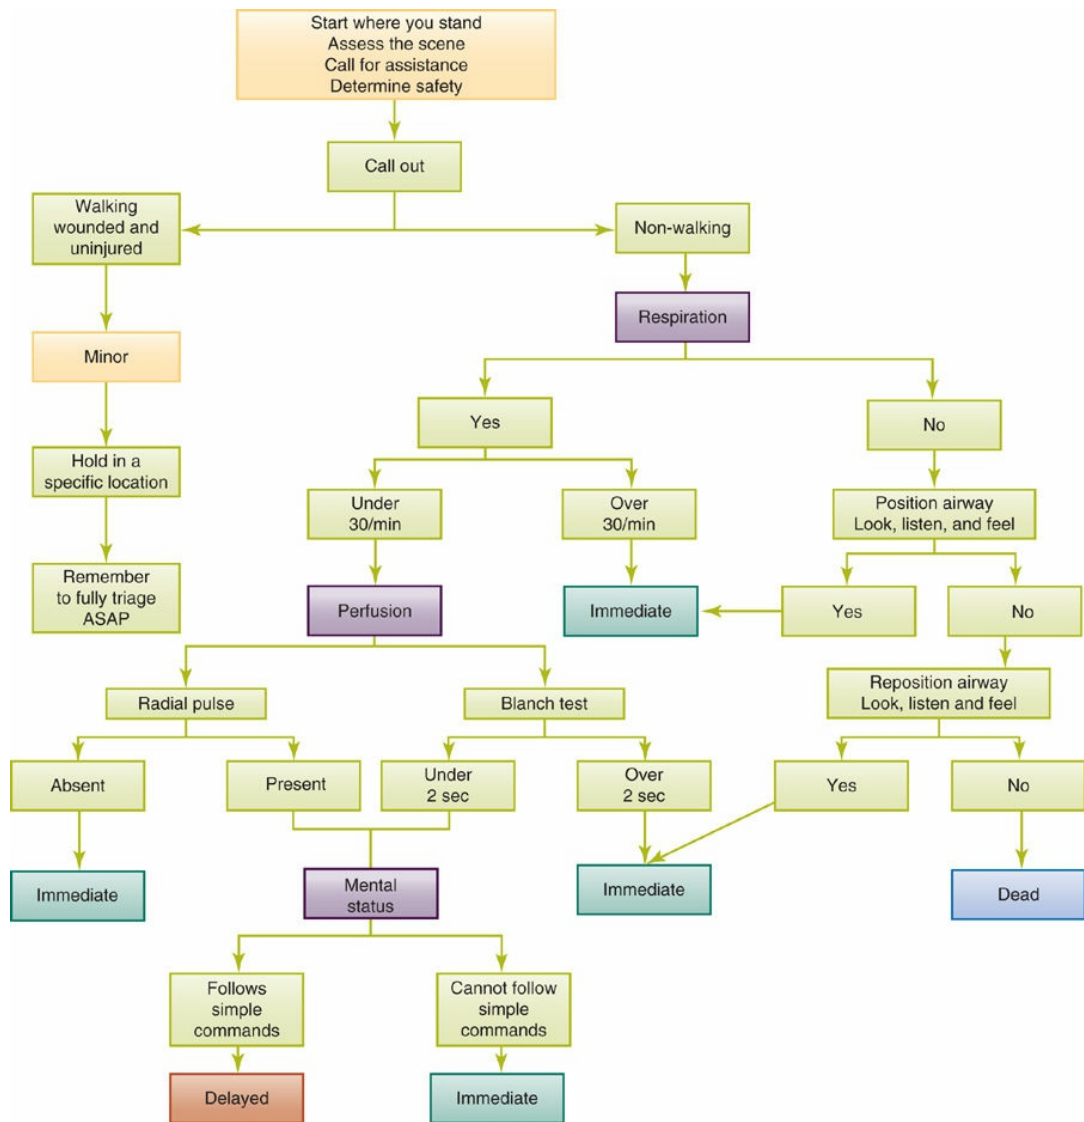 Start where you stand
Assess the scene
Call for assistance
Determine safety
Call out
Walking
wounded and
uninjured
Non-walking
Respiration
Minor
Yes
No
Hold in a
specific location
Under
30/min
Over
30/min
Position airway
Look, listen, and feel
Remember
to fully triage
ASAP
Perfusion
Immediate
Yes
No
Radial pulse
Blanch test
Reposition airway
Look, listen and feel
Absent
Present
Under
2 sec
Over
2 sec
Yes
No
Immediate
Mental
status
Immediate
Dead
Follows
simple
commands
Cannot follow
simple
commands
Delayed
Immediate